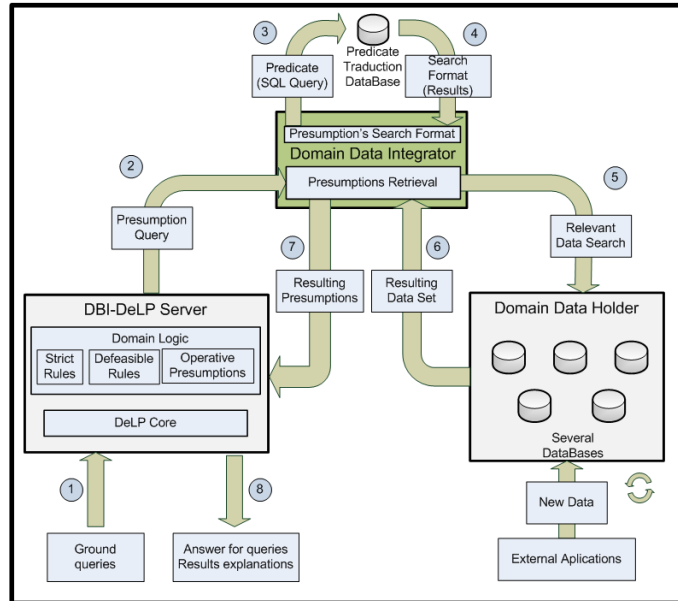 3
4
Predicate
(SQL Query)
Predicate
Traduction
DataBase
Search
Format
(Results)
Presumption's Search Format
Domain Data Integrator
Presumptions Retrieval
2
5
Presumption
Query
Relevant
Data Search
7
6
Resulting
Presumptions
Resulting
Data Set
DBI-DeLP Server
Domain Logic
Strict
Rules
Defeasible
Rules
Operative
Presumptions
DeLP Core
Domain Data Holder
Several
DataBases
1
8
New Data
Ground
queries
Answer for queries
Results explanations
External Aplications